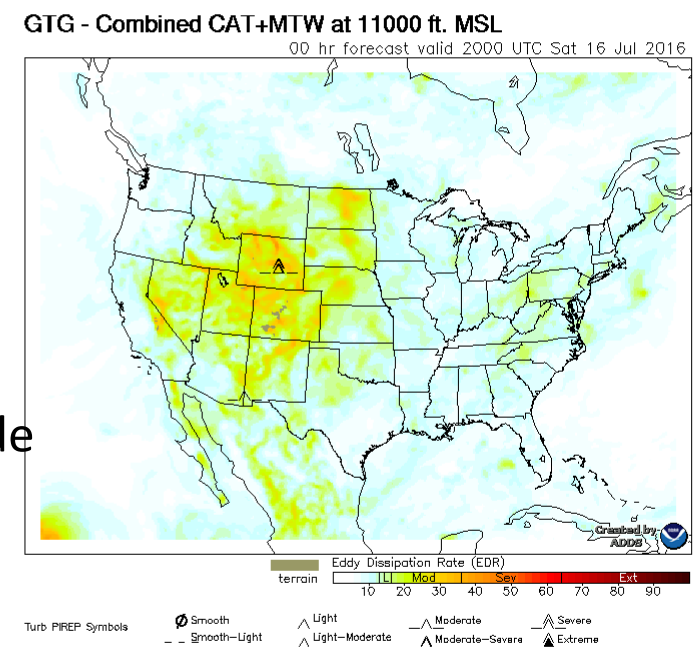 GTG - Combined CAT+MTW at 11000 ft. MSL
00 hr forecast valid 2000 UTC Sat 16 Jul 2016
le
Created by
ADDS
Eddy Dissipation Rate (EDR)
terrain
L Mod Sev Ext
10 20 30 40 50 60 70 80 90
Turb PIREP Symbols
Smooth Light Moderate Severe
Smooth-Light Light-Moderate Moderate-Severe Extreme